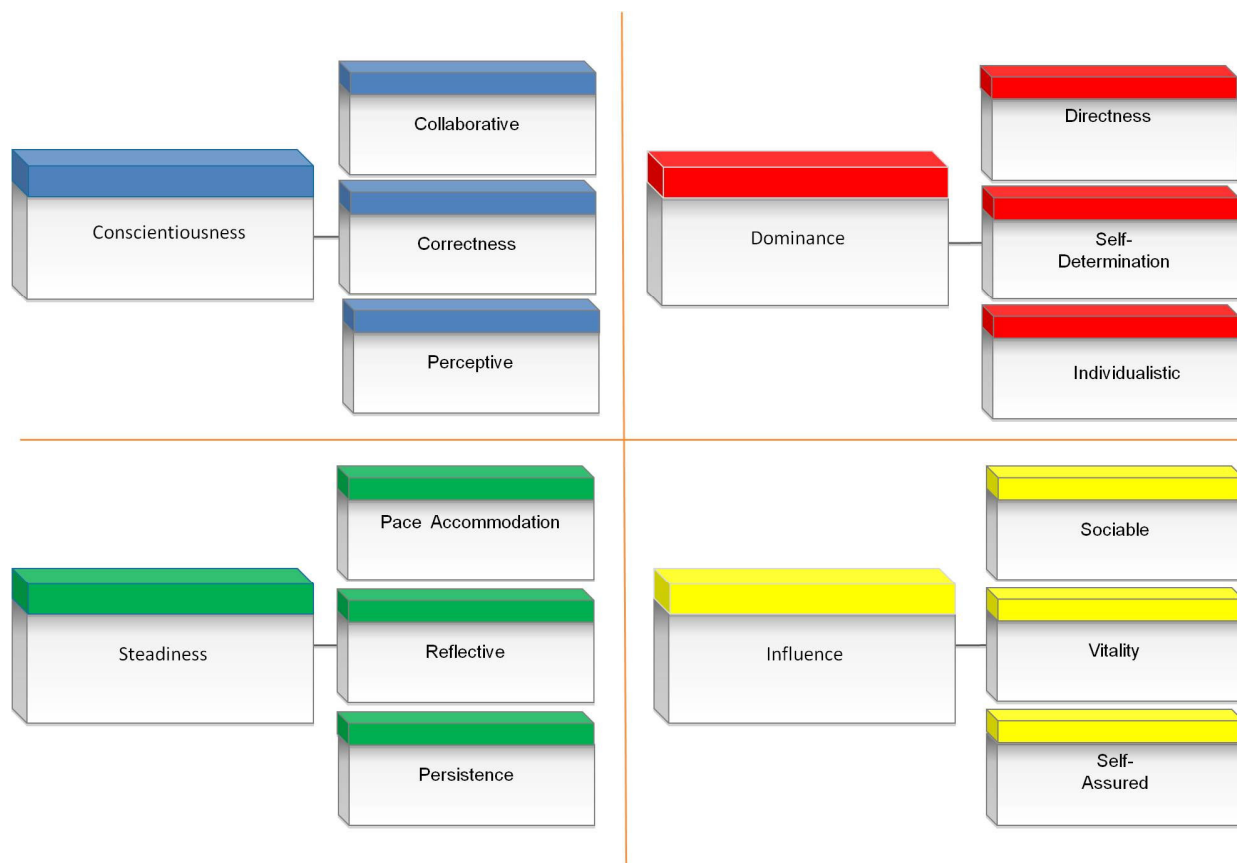 Conscientiousness
Collaborative
Correctness
Perceptive
Dominance
Directness
Self-
Determination
Individualistic
Steadiness
Pace Accommodation
Reflective
Persistence
Influence
Sociable
Vitality
Self-
Assured